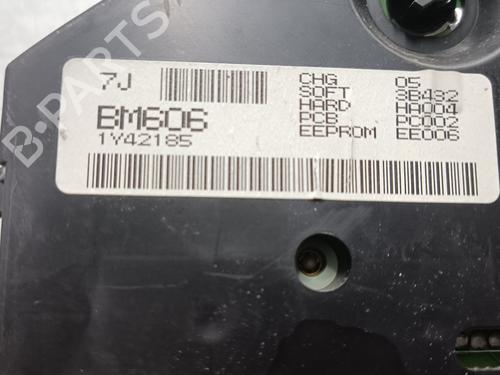 B-PARTS
7J
BM606
1Y42185
CHG 05
SOFT 3B432
HARD HA004
PCB PC002
EEPROM EE006